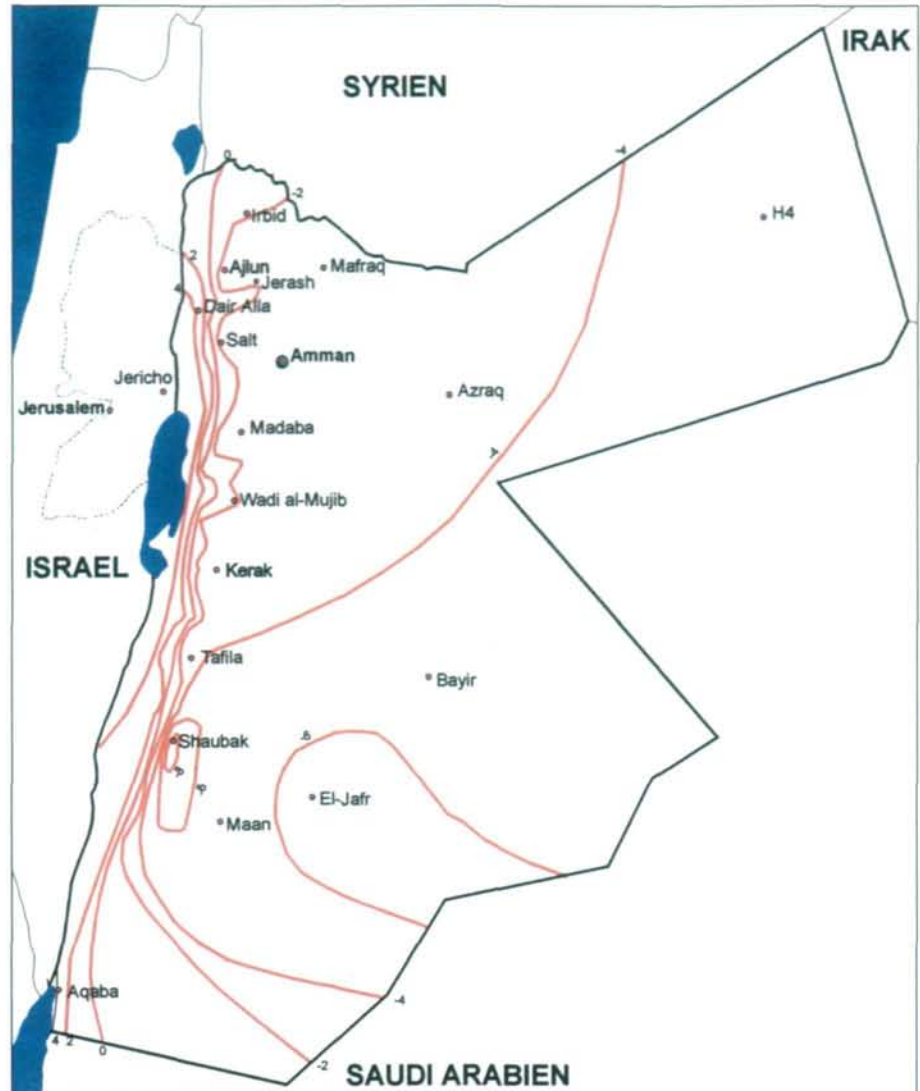 IRAK
SYRIEN
0
-4
-2
Irbid
H4
2
Ajlun
Mafraq
Jerash
4
Dair Alla
Salt
Amman
Jericho
Azraq
Jerusalem
Madaba
-4
Wadi al-Mujib
ISRAEL
Kerak
Tafila
Bayir
Shaubak
El-Jafr
Maan
Aqaba
-4
4
2
0
-2
SAUDI ARABIEN